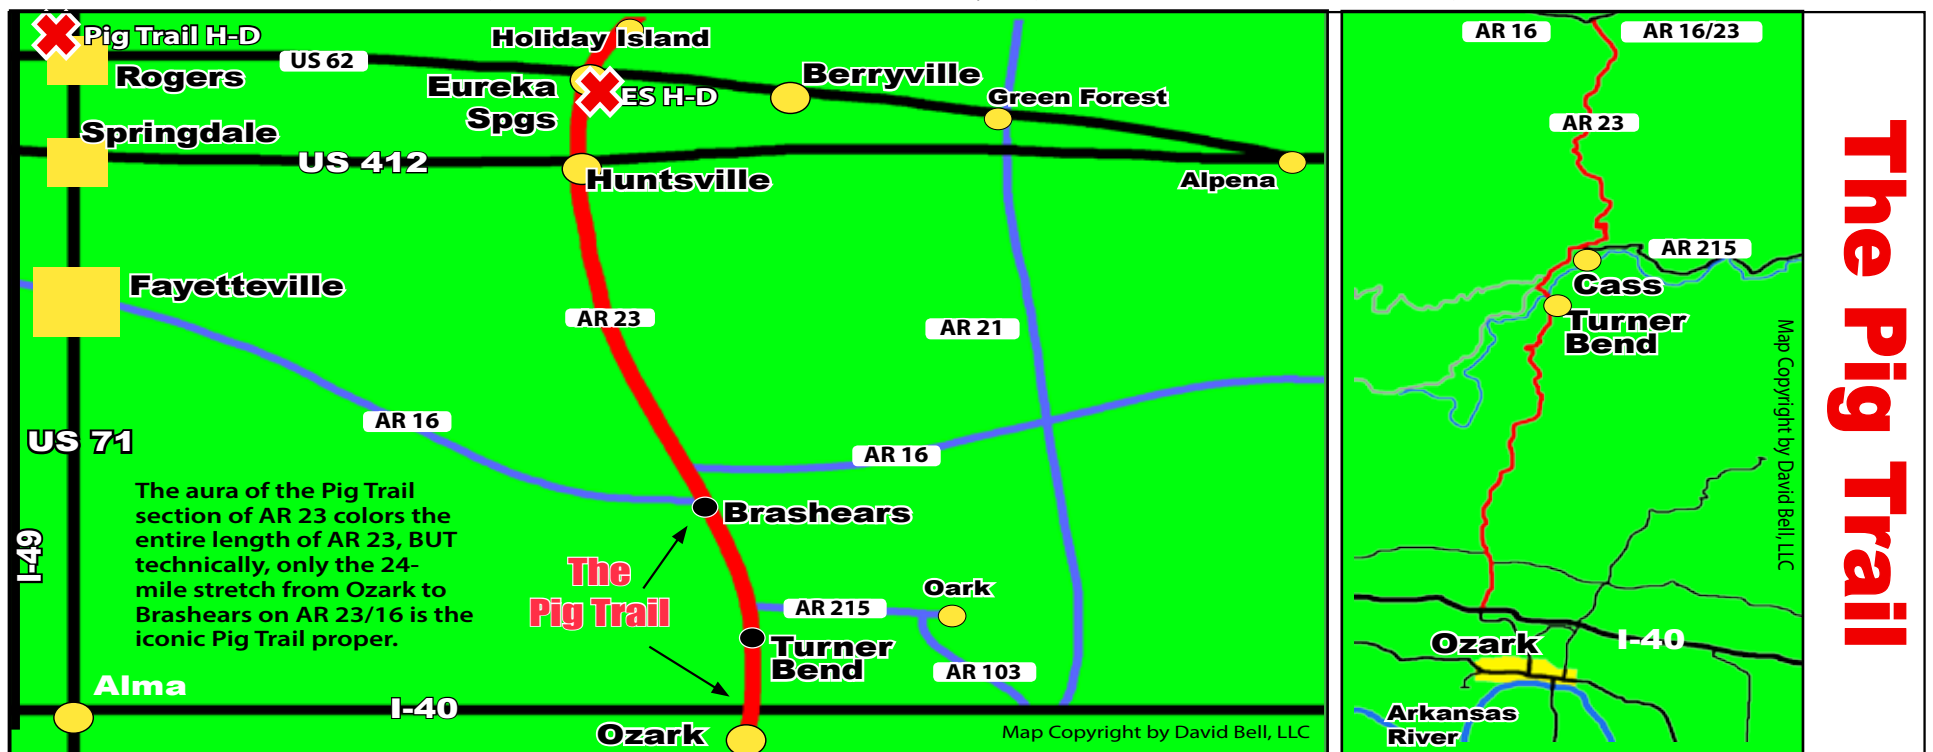 Pig Trail H-D
Rogers
US 62
Holiday Island
Eureka
Spgs
ES H-D
Berryville
Green Forest
Springdale
US 412
Huntsville
Alpena
Fayetteville
AR 23
AR 21
AR 16
AR 16
US 71
I-49
The aura of the Pig Trail
section of AR 23 colors the
entire length of AR 23, BUT
technically, only the 24-
mile stretch from Ozark to
Brashears on AR 23/16 is the
iconic Pig Trail proper.
Brashears
The
Pig Trail
Oark
AR 215
Turner
Bend
AR 103
Alma
I-40
Ozark
Map Copyright by David Bell, LLC
AR 16
AR 16/23
AR 23
AR 215
Cass
Turner
Bend
Map Copyright by David Bell, LLC
Ozark
I-40
Arkansas
River
The Pig Trail